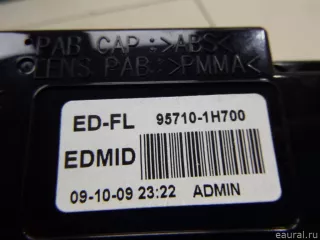 PAB CAP.:>ABS<
LENS PAB.:>PMMA<
ED-FL 95710-1H700
EDMID
09-10-09 23:22 ADMIN
© eaural.ru